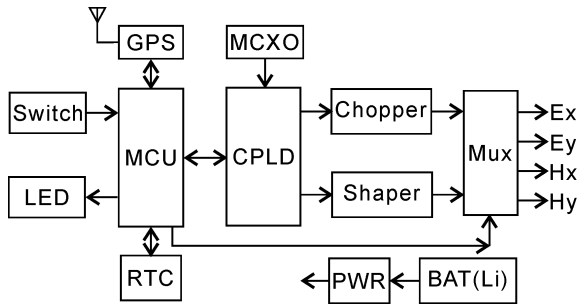 GPS
MCXO
Switch
MCU
CPLD
Chopper
Mux
Ex
Ey
Hx
Hy
LED
Shaper
RTC
PWR
BAT(Li)